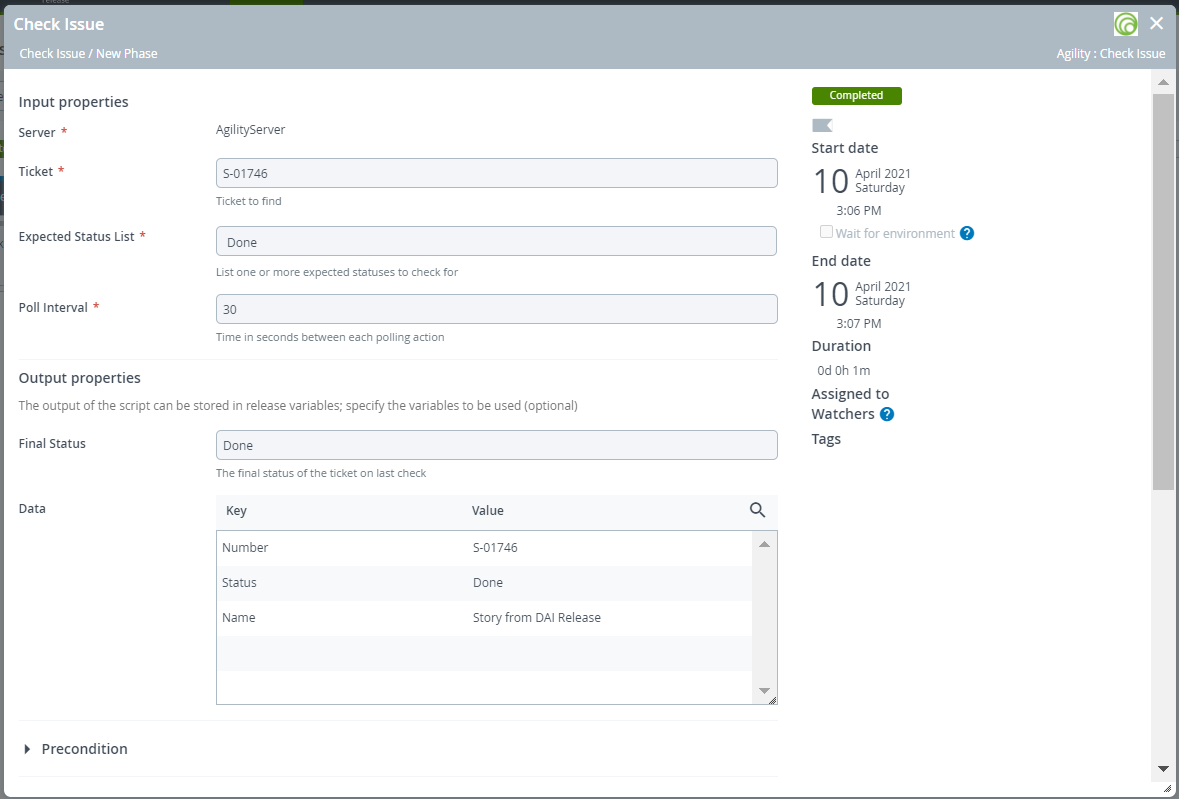 Check Issue
Check Issue / New Phase
Agility : Check Issue
Input properties
Server *
AgilityServer
Ticket *
S-01746
Ticket to find
Expected Status List *
Done
List one or more expected statuses to check for
Poll Interval *
30
Time in seconds between each polling action
Output properties
The output of the script can be stored in release variables; specify the variables to be used (optional)
Final Status
Done
The final status of the ticket on last check
Data
Key Value
Number S-01746
Status Done
Name Story from DAI Release
Precondition
Completed
Start date
10 April 2021
Saturday
3:06 PM
Wait for environment ?
End date
10 April 2021
Saturday
3:07 PM
Duration
0d 0h 1m
Assigned to
Watchers ?
Tags